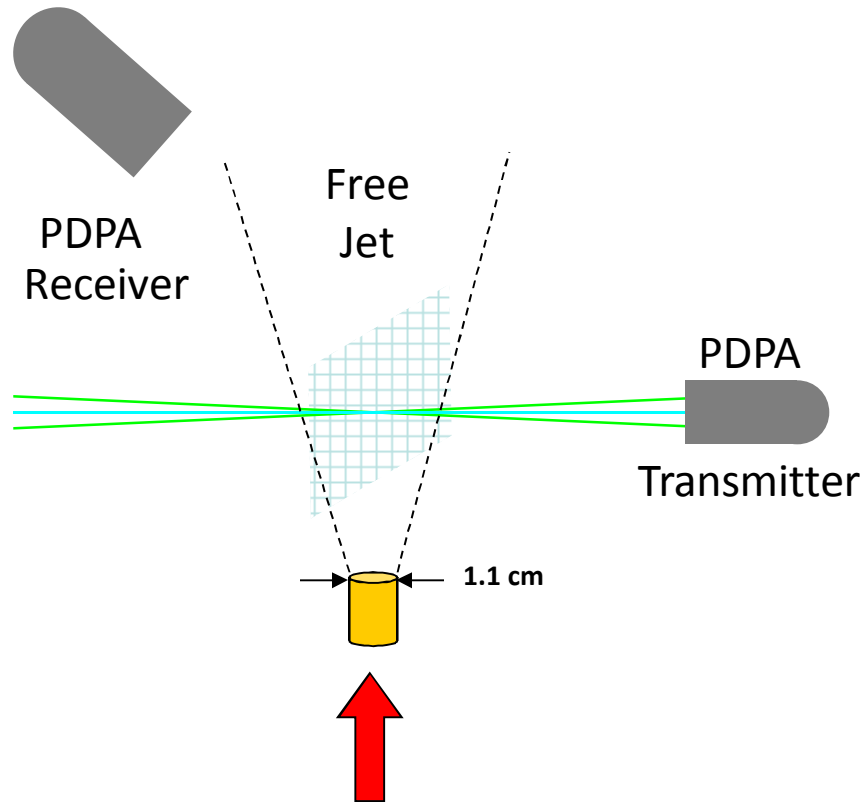 Free
Jet
PDPA
Receiver
PDPA
Transmitter
1.1 cm